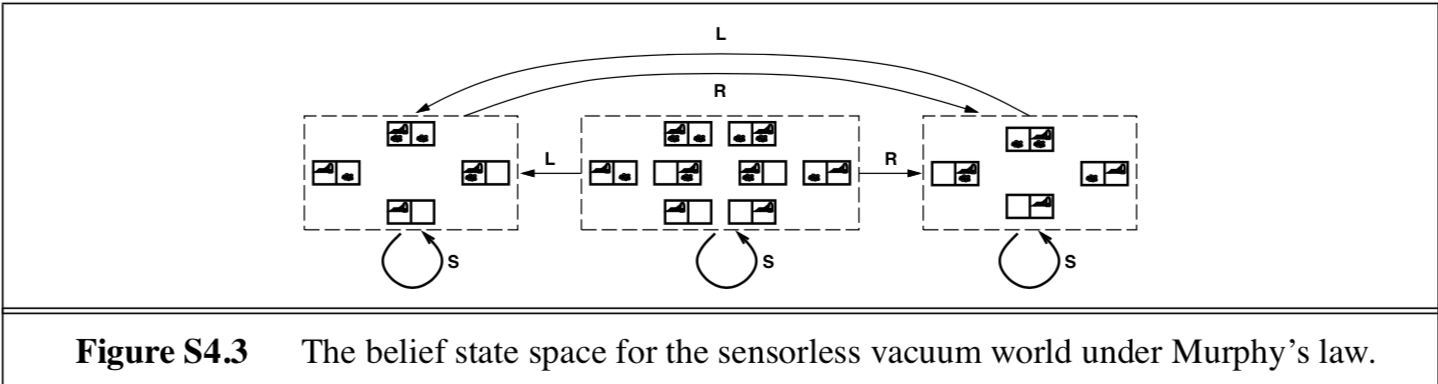 L
R
L
R
S
S
S
Figure S4.3 The belief state space for the sensorless vacuum world under Murphy’s law.